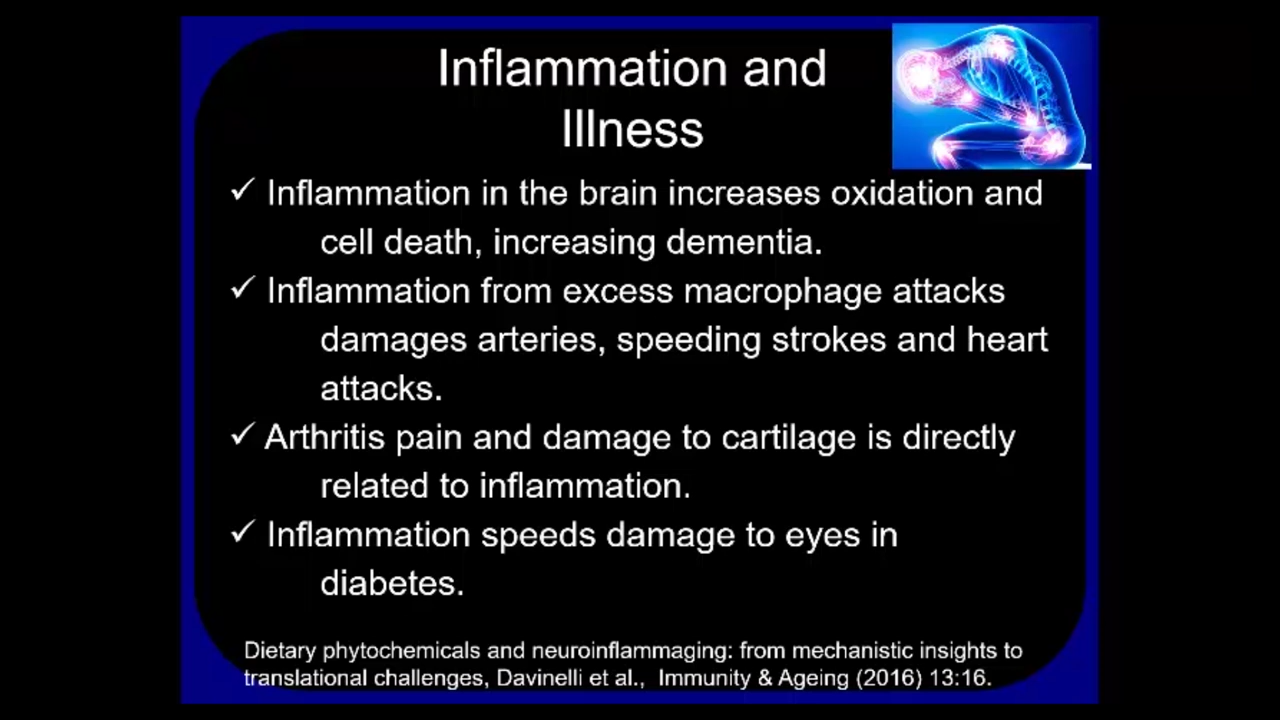 Inflammation and
Illness
✓ Inflammation in the brain increases oxidation and
cell death, increasing dementia.
✓ Inflammation from excess macrophage attacks
damages arteries, speeding strokes and heart
attacks.
✓ Arthritis pain and damage to cartilage is directly
related to inflammation.
✓ Inflammation speeds damage to eyes in
diabetes.
Dietary phytochemicals and neuroinflammaging: from mechanistic insights to
translational challenges, Davinelli et al., Immunity & Ageing (2016) 13:16.